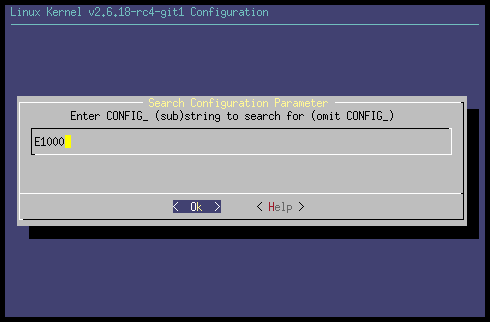 Linux Kernel v2.6.18-rc4-git1 Configuration
Search Configuration Parameter
Enter CONFIG_ (sub)string to search for (omit CONFIG_)
E1000
< Ok > < Help >